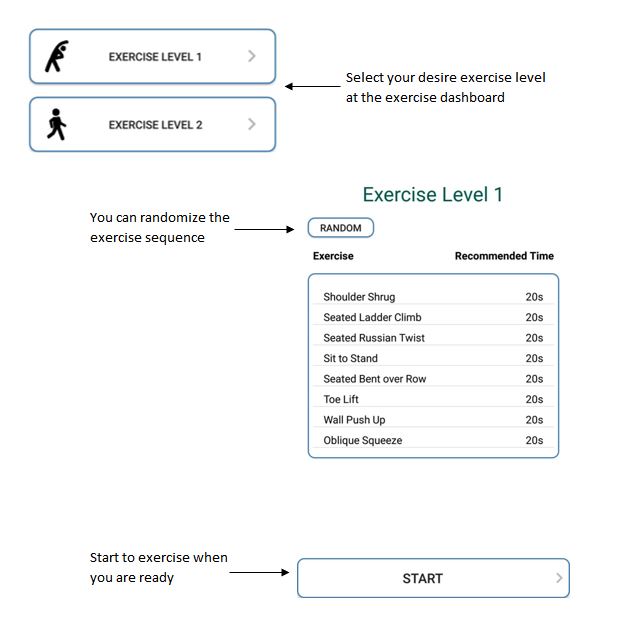 EXERCISE LEVEL 1
EXERCISE LEVEL 2
Select your desire exercise level
at the exercise dashboard
Exercise Level 1
You can randomize the
exercise sequence
RANDOM
Exercise Recommended Time
Shoulder Shrug 20s
Seated Ladder Climb 20s
Seated Russian Twist 20s
Sit to Stand 20s
Seated Bent over Row 20s
Toe Lift 20s
Wall Push Up 20s
Oblique Squeeze 20s
Start to exercise when
you are ready
START